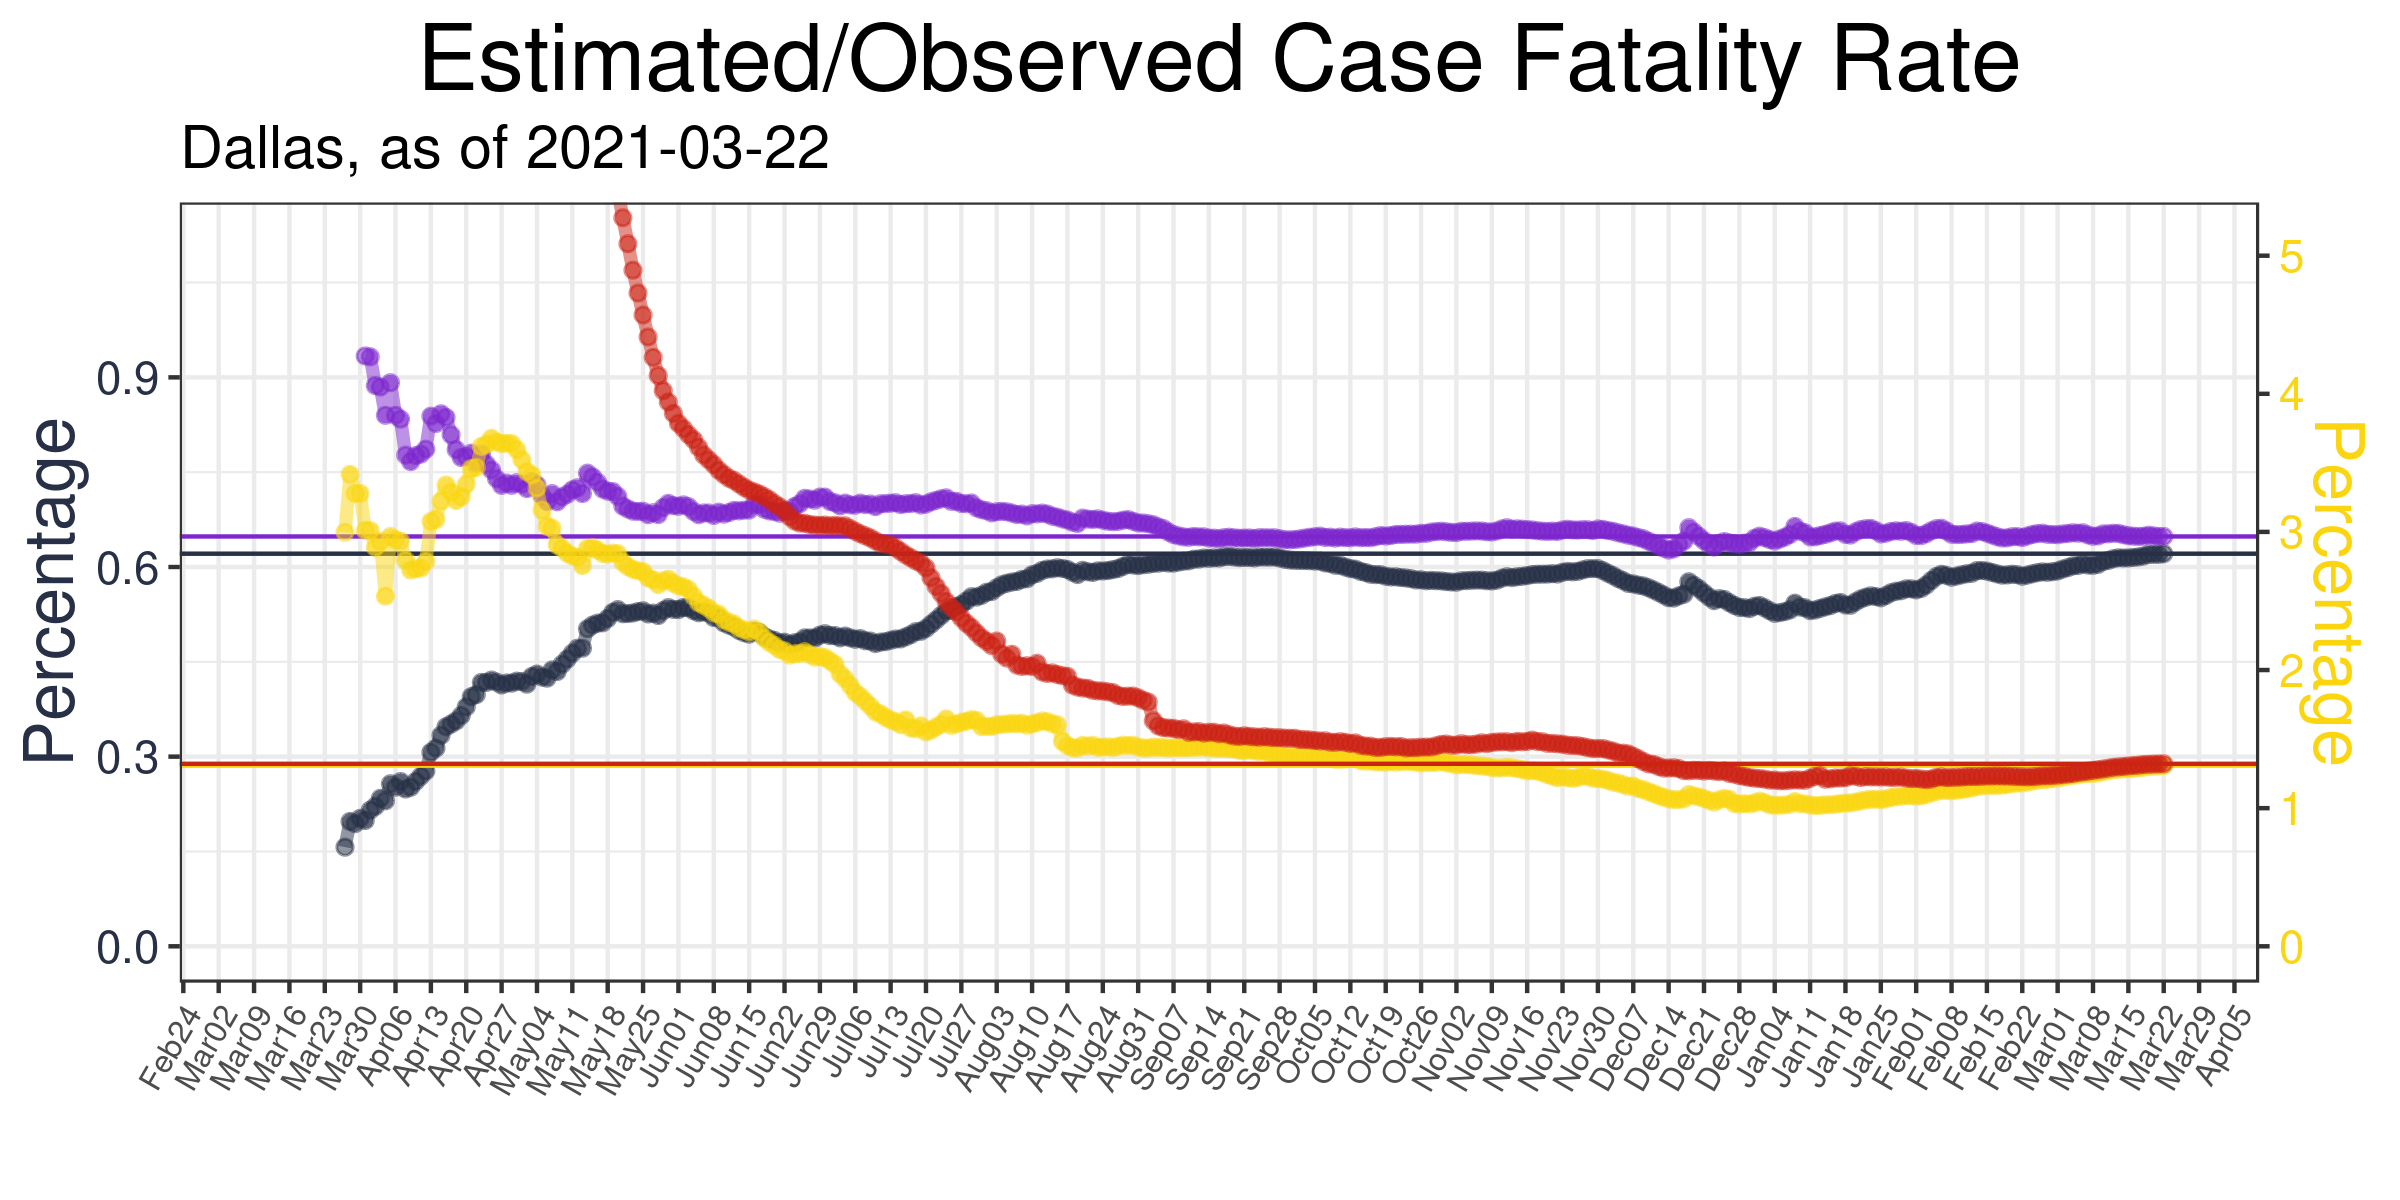 Estimated/Observed Case Fatality Rate
Dallas, as of 2021-03-22
Percentage
0.9
0.6
0.3
0.0
5
4
3
2
1
0
Percentage
Feb24
Mar02
Mar09
Mar16
Mar23
Mar30
Apr06
Apr13
Apr20
Apr27
May04
May11
May18
May25
Jun01
Jun08
Jun15
Jun22
Jun29
Jul06
Jul13
Jul20
Jul27
Aug03
Aug10
Aug17
Aug24
Aug31
Sep07
Sep14
Sep21
Sep28
Oct05
Oct12
Oct19
Oct26
Nov02
Nov09
Nov16
Nov23
Nov30
Dec07
Dec14
Dec21
Dec28
Jan04
Jan11
Jan18
Jan25
Feb01
Feb08
Feb15
Feb22
Mar01
Mar08
Mar15
Mar22
Mar29
Apr05